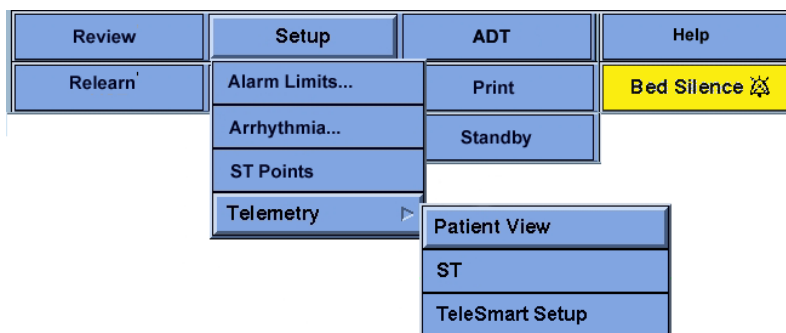 Review Setup ADT Help
Relearn' Alarm Limits... Print Bed Silence
Arrhythmia... Standby
ST Points
Telemetry
Patient View
ST
TeleSmart Setup